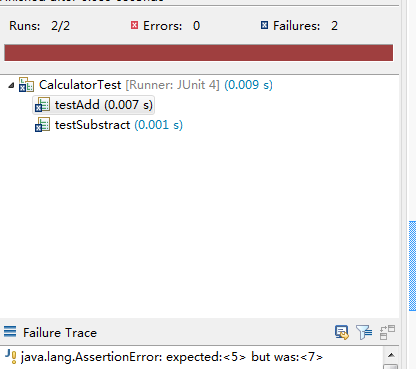 Runs: 2/2 Errors: 0 Failures: 2
CalculatorTest [Runner: JUnit 4] (0.009 s)
testAdd (0.007 s)
testSubstract (0.001 s)
Failure Trace
java.lang.AssertionError: expected:<5> but was:<7>